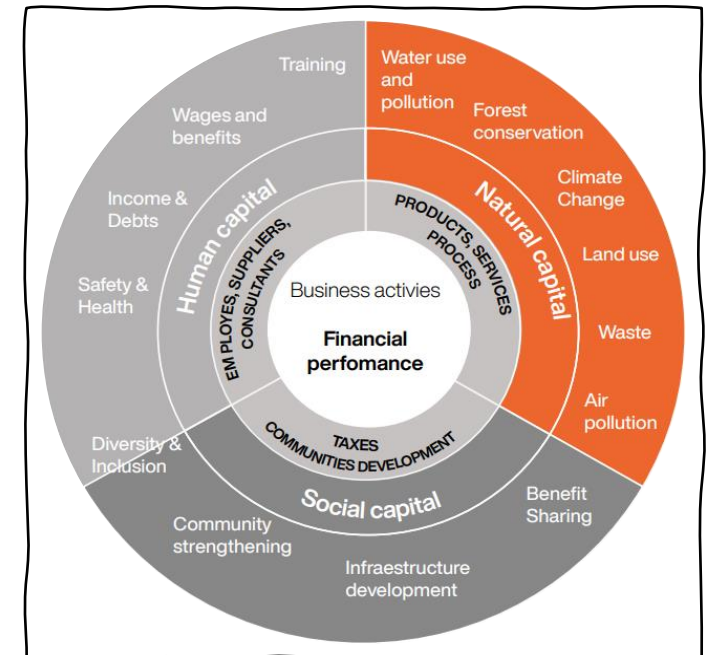 Training
Wages and
benefits
Income &
Debts
Safety &
Health
Diversity &
Inclusion
Human capital
EM PLOYES, SUPPLIERS,
CONSULTANTS
Water use
and
pollution
Forest
conservation
Climate
Change
Land use
Waste
Air
pollution
Natural capital
PRODUCTS, SERVICES
PROCESS
Business activies
Financial
perfomance
TAXES
COMMUNITIES DEVELOPMENT
Social capital
Benefit
Sharing
Community
strengthening
Infraestructure
development